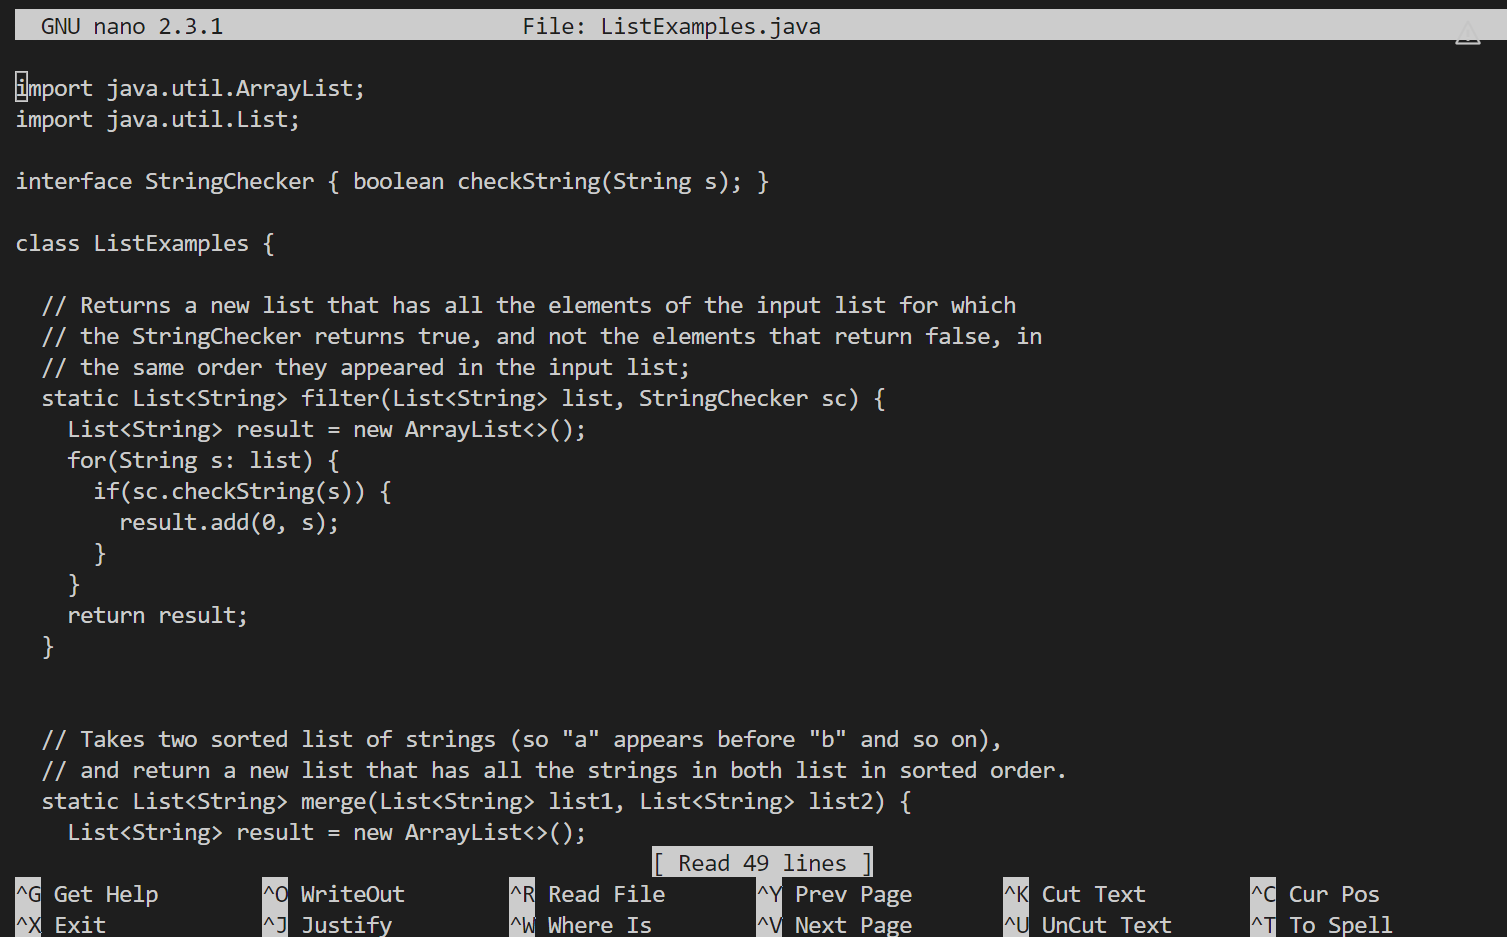 GNU nano 2.3.1 File: ListExamples.java
import java.util.ArrayList;
import java.util.List;
interface StringChecker { boolean checkString(String s); }
class ListExamples {
// Returns a new list that has all the elements of the input list for which
// the StringChecker returns true, and not the elements that return false, in
// the same order they appeared in the input list;
static List<String> filter(List<String> list, StringChecker sc) {
List<String> result = new ArrayList<>();
for(String s: list) {
if(sc.checkString(s)) {
result.add(0, s);
}
}
return result;
}
// Takes two sorted list of strings (so "a" appears before "b" and so on),
// and return a new list that has all the strings in both list in sorted order.
static List<String> merge(List<String> list1, List<String> list2) {
List<String> result = new ArrayList<>();
[ Read 49 lines ]
^G Get Help ^O WriteOut ^R Read File ^Y Prev Page ^K Cut Text ^C Cur Pos
^X Exit ^J Justify ^W Where Is ^V Next Page ^U UnCut Text ^T To Spell